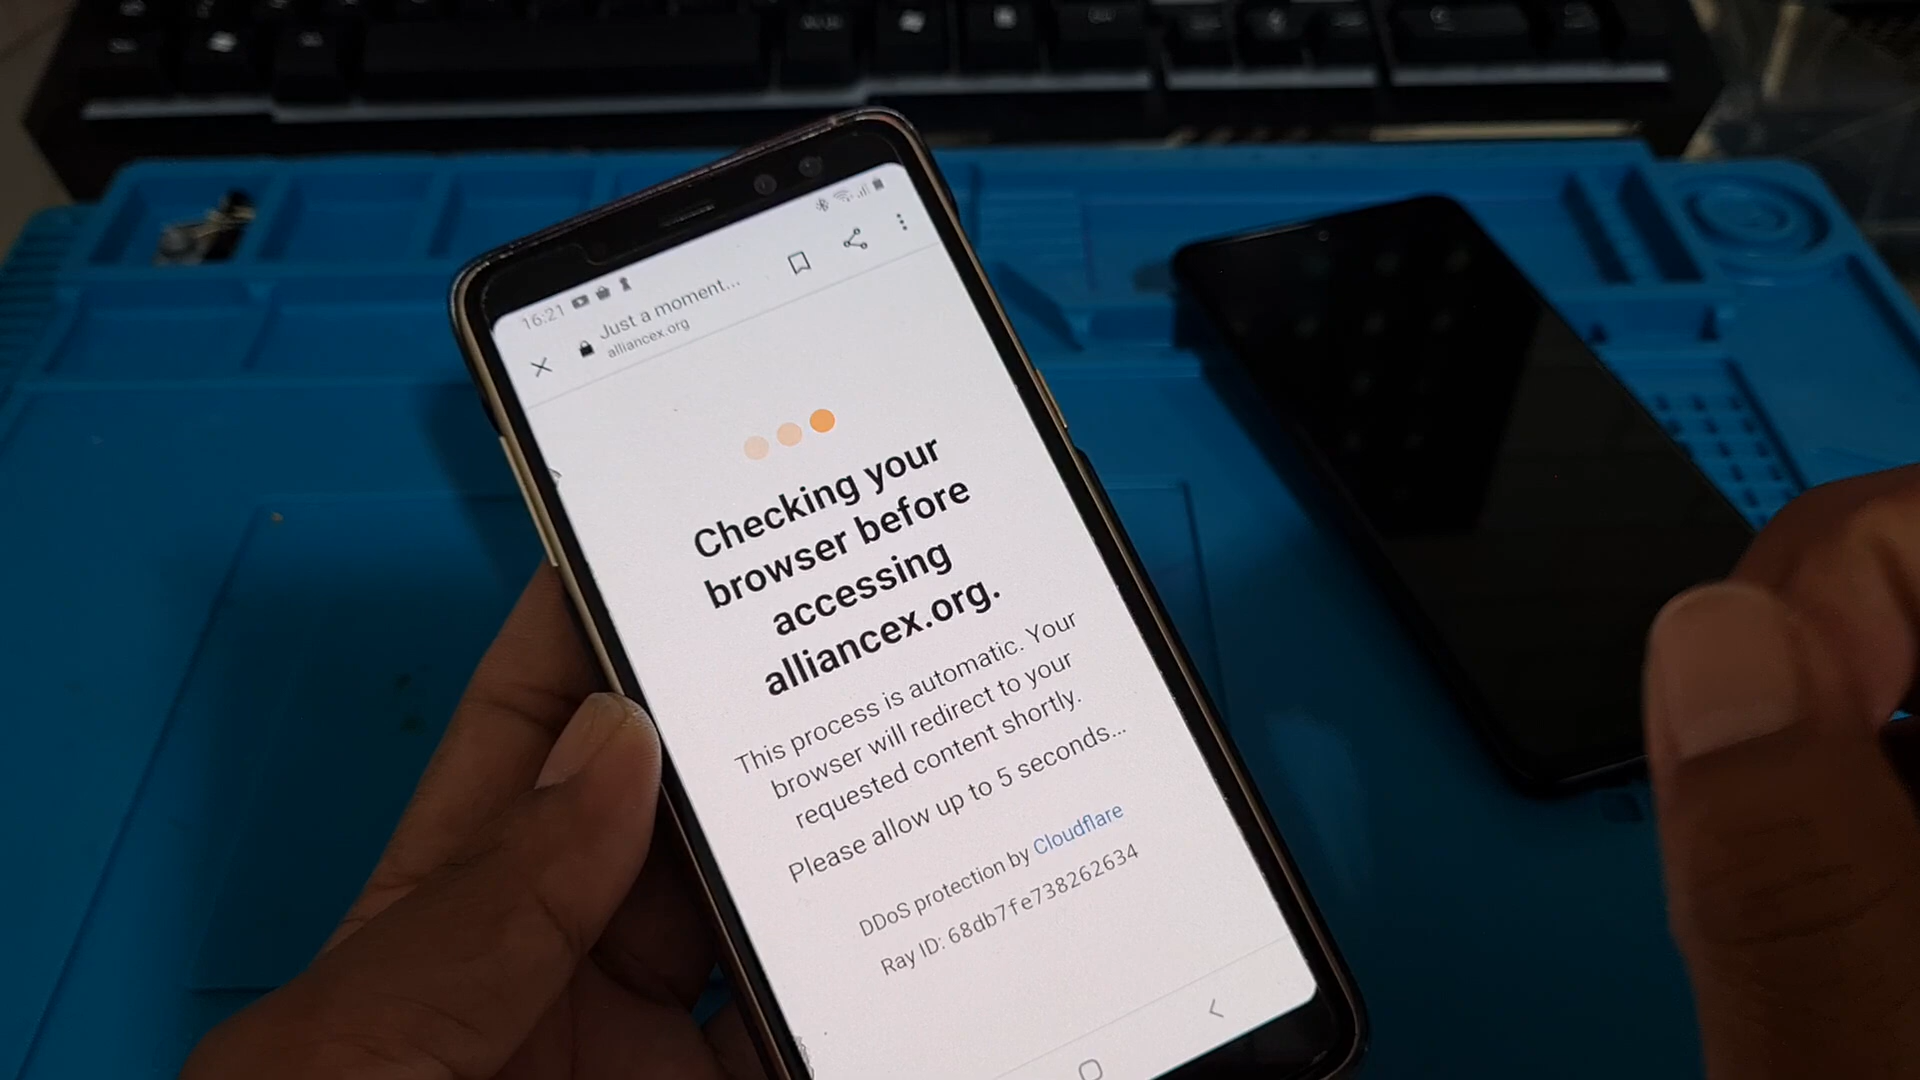 16:21
Just a moment...
alliancex.org
Checking your
browser before
accessing
alliancex.org.
This process is automatic. Your
browser will redirect to your
requested content shortly.
Please allow up to 5 seconds...
DDoS protection by Cloudflare
Ray ID: 68db7fe738262634